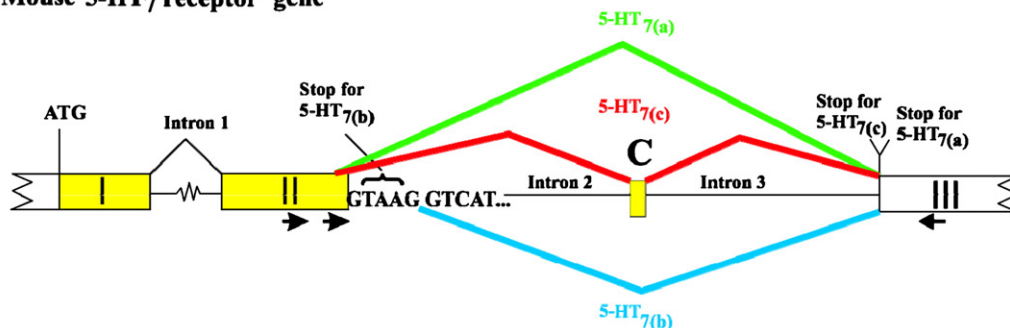 Mouse 5-HT7 receptor gene
5-HT7(a)
5-HT7(c)
Stop for
5-HT7(b)
ATG
Intron 1
Stop for
5-HT7(c)
Stop for
5-HT7(a)
C
I
II
GTAAG GTCAT...
Intron 2
Intron 3
III
5-HT7(b)